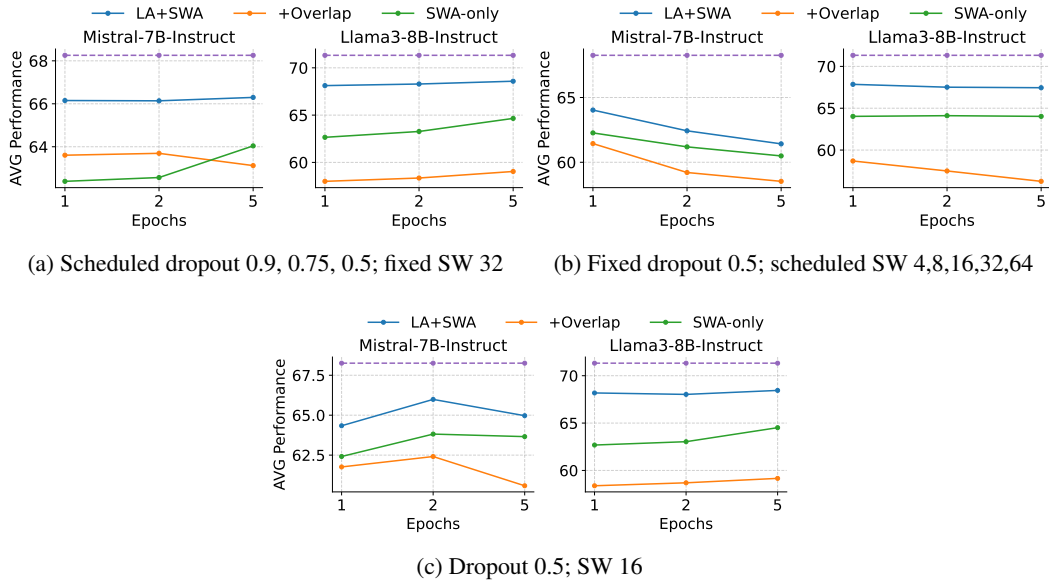 LA+SWA +Overlap SWA-only
Mistral-7B-Instruct
68
66
64
AVG Performance
1 2 5
Epochs
Llama3-8B-Instruct
70
65
60
1 2 5
Epochs
(a) Scheduled dropout 0.9, 0.75, 0.5; fixed SW 32
LA+SWA +Overlap SWA-only
Mistral-7B-Instruct
65
60
AVG Performance
1 2 5
Epochs
Llama3-8B-Instruct
70
65
60
1 2 5
Epochs
(b) Fixed dropout 0.5; scheduled SW 4,8,16,32,64
LA+SWA +Overlap SWA-only
Mistral-7B-Instruct
67.5
65.0
62.5
AVG Performance
1 2 5
Epochs
Llama3-8B-Instruct
70
65
60
1 2 5
Epochs
(c) Dropout 0.5; SW 16